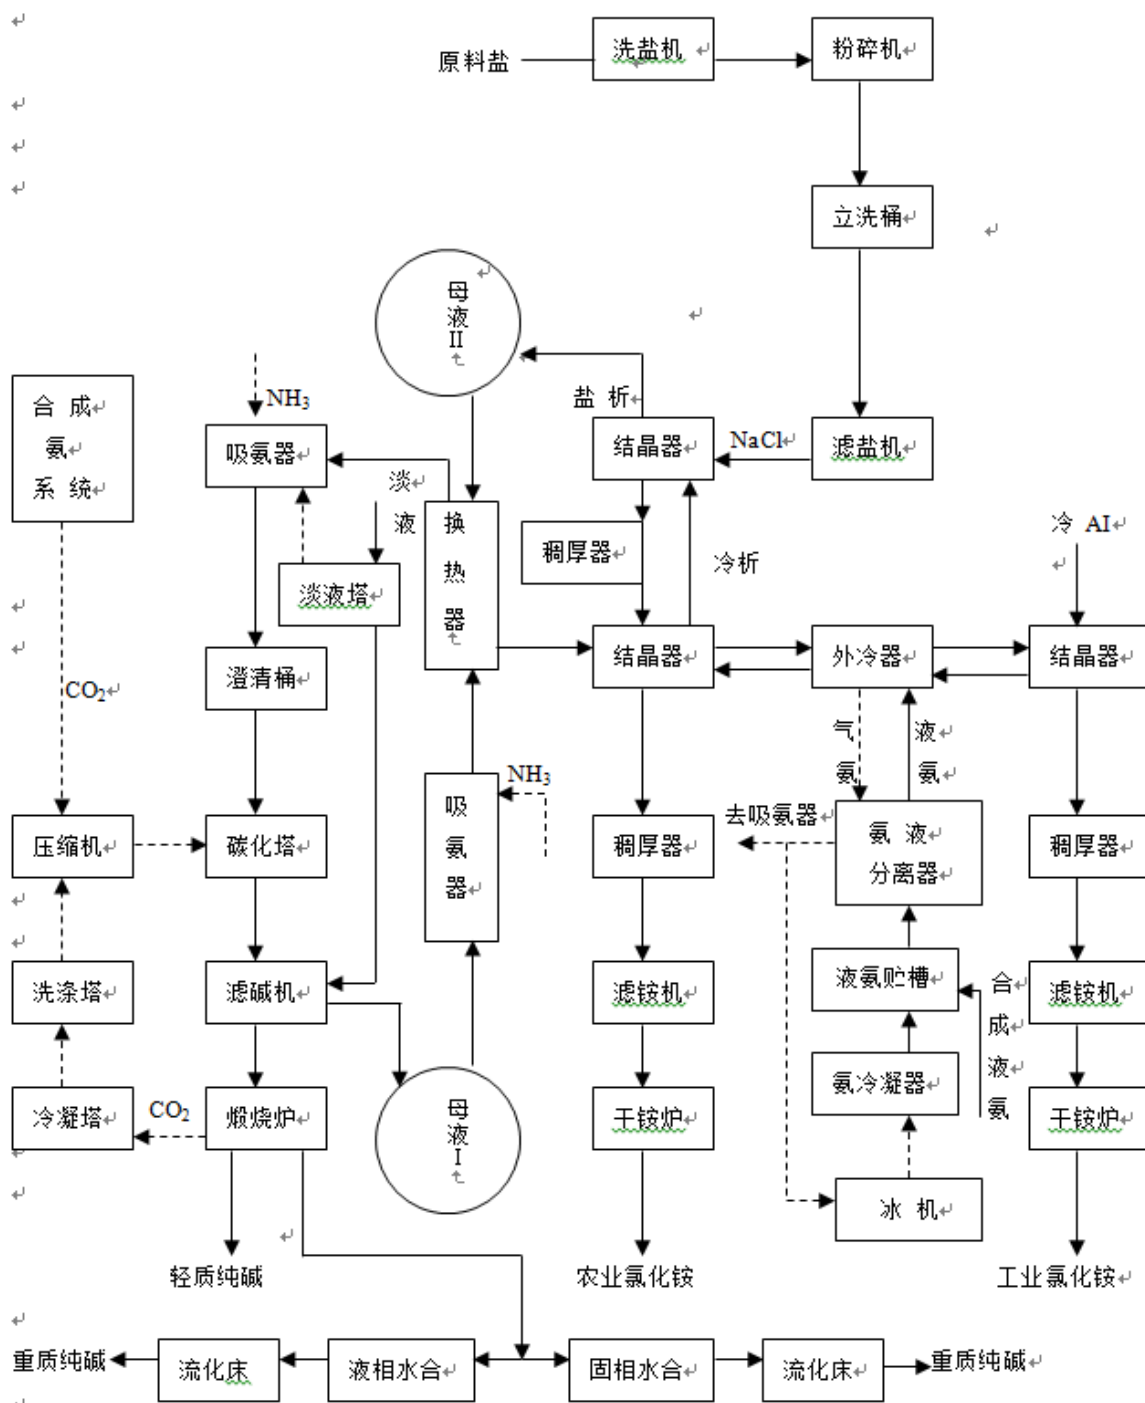 原料盐
洗盐机
粉碎机
立洗桶
母
液
II
合 成
氨
系 统
NH3
吸氨器
盐 析
结晶器
NaCl
滤盐机
淡
液
换
热
器
稠厚器
冷析
冷 AI
淡液塔
澄清桶
结晶器
外冷器
结晶器
CO2
气
氨
液
氨
NH3
吸
氨
器
去吸氨器
氨 液
分离器
压缩机
碳化塔
稠厚器
稠厚器
洗涤塔
滤碱机
滤铵机
液氨贮槽
合
成
液
氨
滤铵机
氨冷凝器
冷凝塔
CO2
煅烧炉
母
液
I
干铵炉
干铵炉
冰 机
轻质纯碱
农业氯化铵
工业氯化铵
重质纯碱
流化床
液相水合
固相水合
流化床
重质纯碱